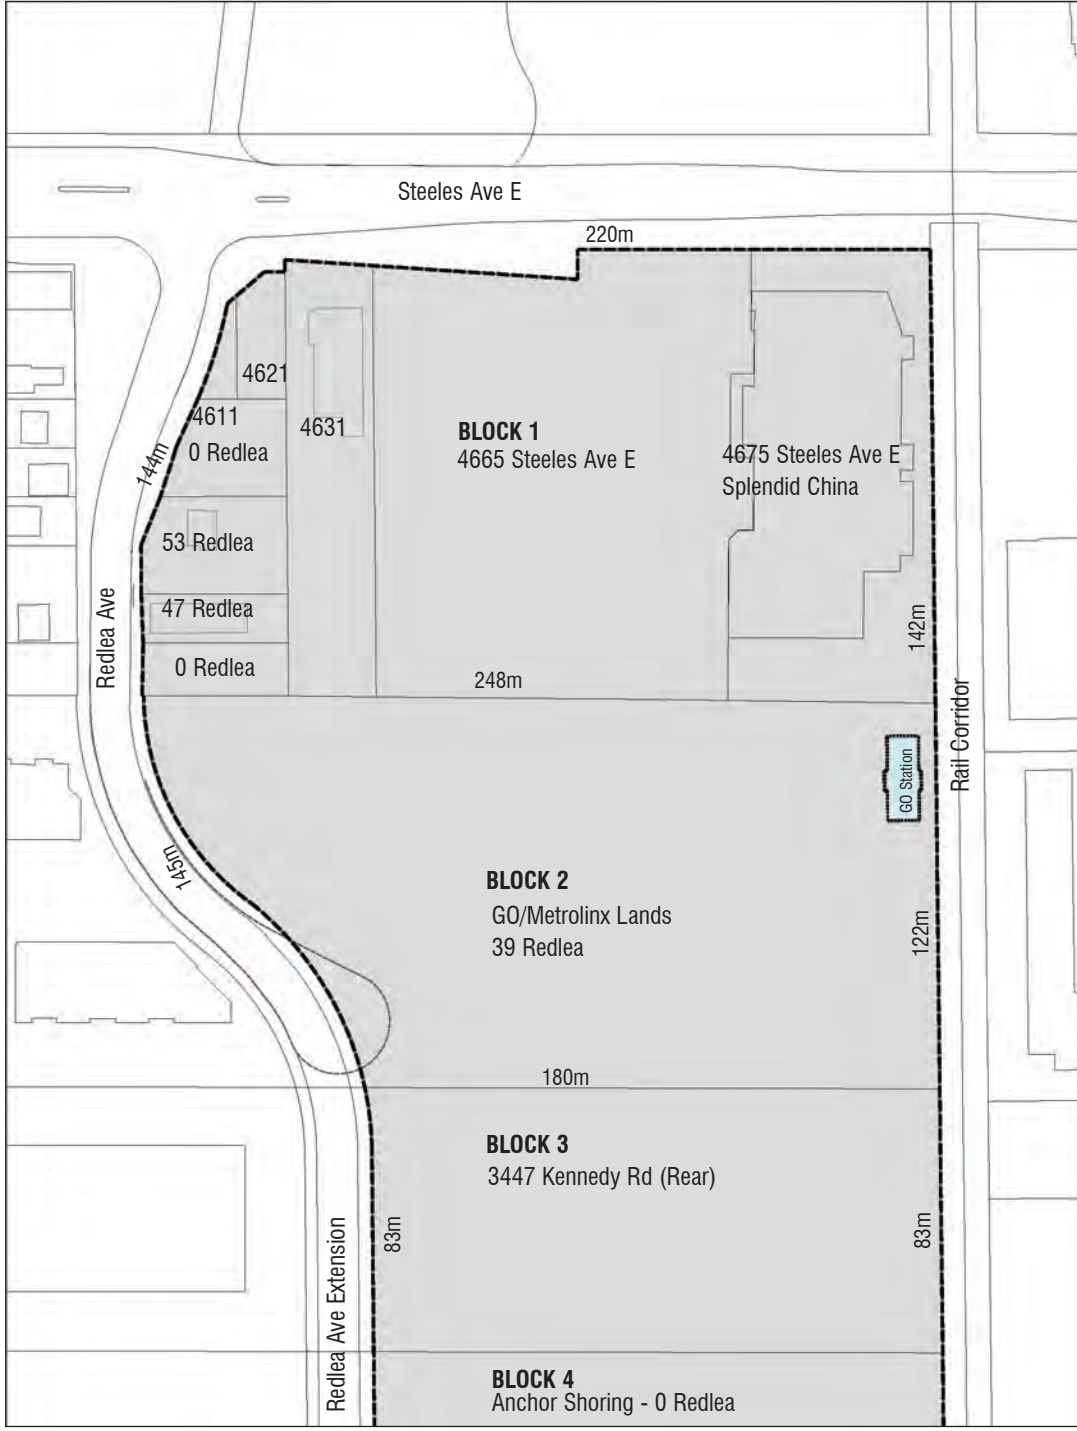 Steeles Ave E
220m
4621
4611
4631
0 Redlea
144m
BLOCK 1
4665 Steeles Ave E
4675 Steeles Ave E
Splendid China
53 Redlea
47 Redlea
0 Redlea
Redlea Ave
142m
248m
Rail Corridor
GO Station
145m
BLOCK 2
GO/Metrolinx Lands
39 Redlea
122m
180m
BLOCK 3
3447 Kennedy Rd (Rear)
83m
83m
Redlea Ave Extension
BLOCK 4
Anchor Shoring - 0 Redlea